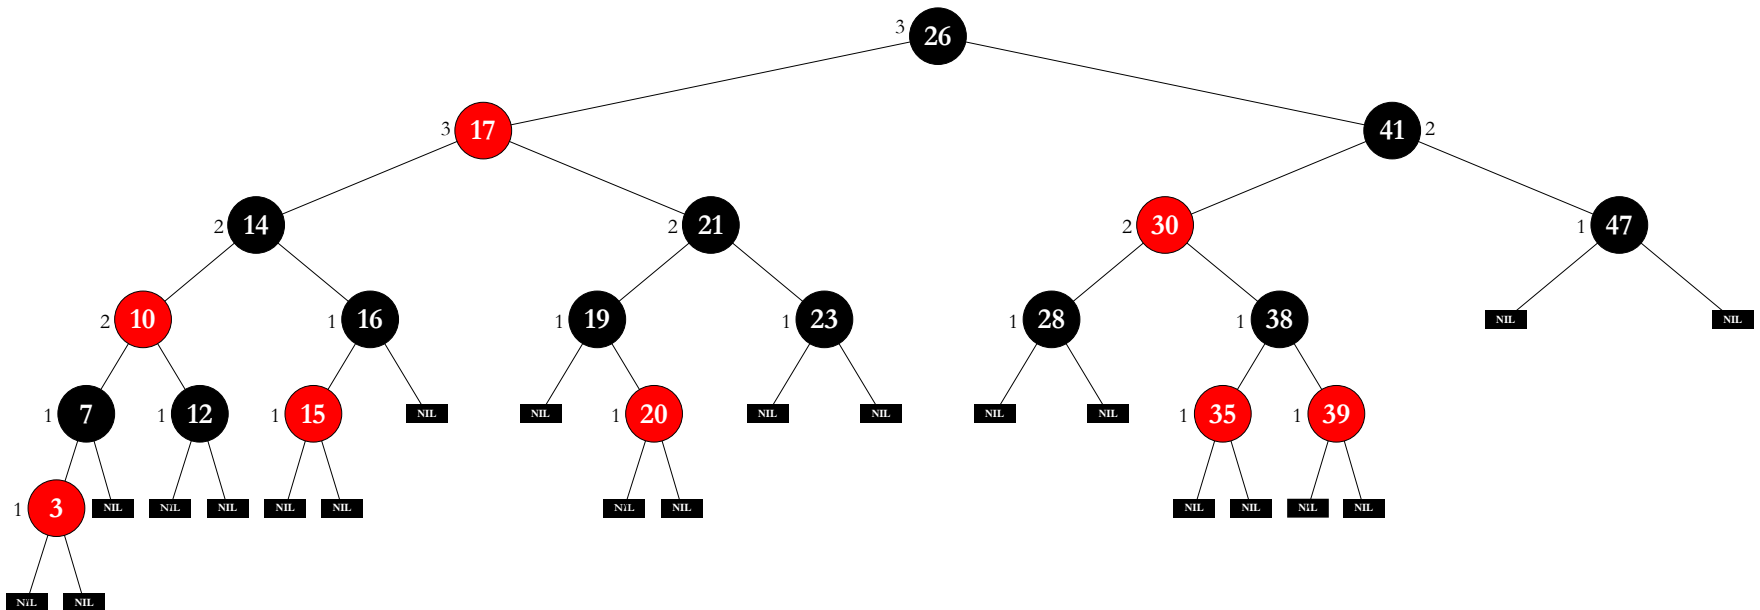 3 26
3 17 41 2
2 14 2 21 2 30 1 47
2 10 1 16 1 19 1 23 1 28 1 38 NIL NIL
1 7 1 12 1 15 NIL NIL 1 20 NIL NIL NIL NIL 1 35 1 39
1 3 NIL NIL NIL NIL NIL NIL NIL NIL NIL NIL NIL
NIL NIL